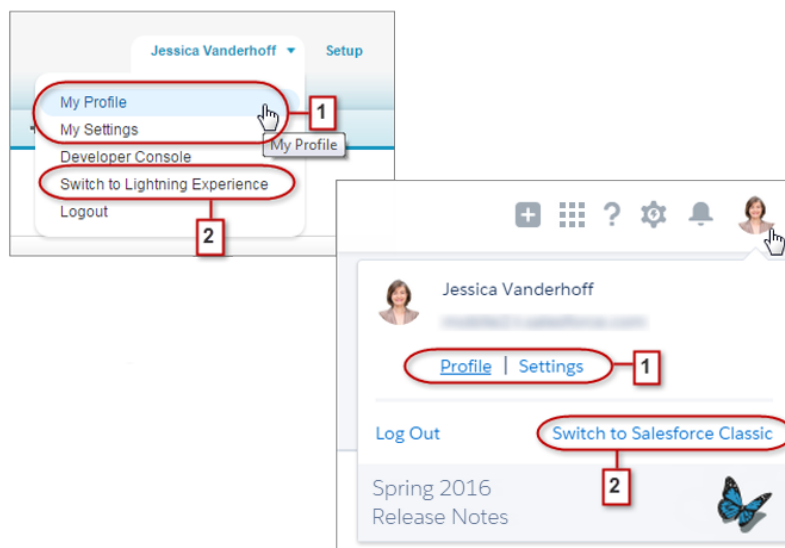 Jessica Vanderhoff Setup
My Profile
1
My Settings
My Profile
Developer Console
Switch to Lightning Experience
Logout
2
Jessica Vanderhoff
Profile | Settings
1
Log Out Switch to Salesforce Classic
2
Spring 2016
Release Notes